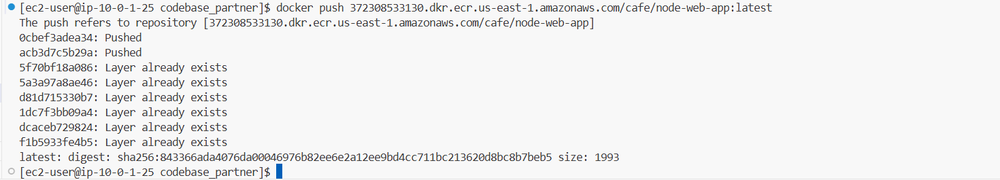 [ec2-user@ip-10-0-1-25 codebase_partner]$ docker push 372308533130.dkr.ecr.us-east-1.amazonaws.com/cafe/node-web-app:latest
The push refers to repository [372308533130.dkr.ecr.us-east-1.amazonaws.com/cafe/node-web-app]
0cbef3adea34: Pushed
acb3d7c5b29a: Pushed
5f70bf18a086: Layer already exists
5a3a97a8ae46: Layer already exists
d81d715330b7: Layer already exists
1dc7f3bb09a4: Layer already exists
dcaceb729824: Layer already exists
f1b5933fe4b5: Layer already exists
latest: digest: sha256:843366ada4076da00046976b82ee6e2a12ee9bd4cc711bc213620d8bc8b7beb5 size: 1993
[ec2-user@ip-10-0-1-25 codebase_partner]$